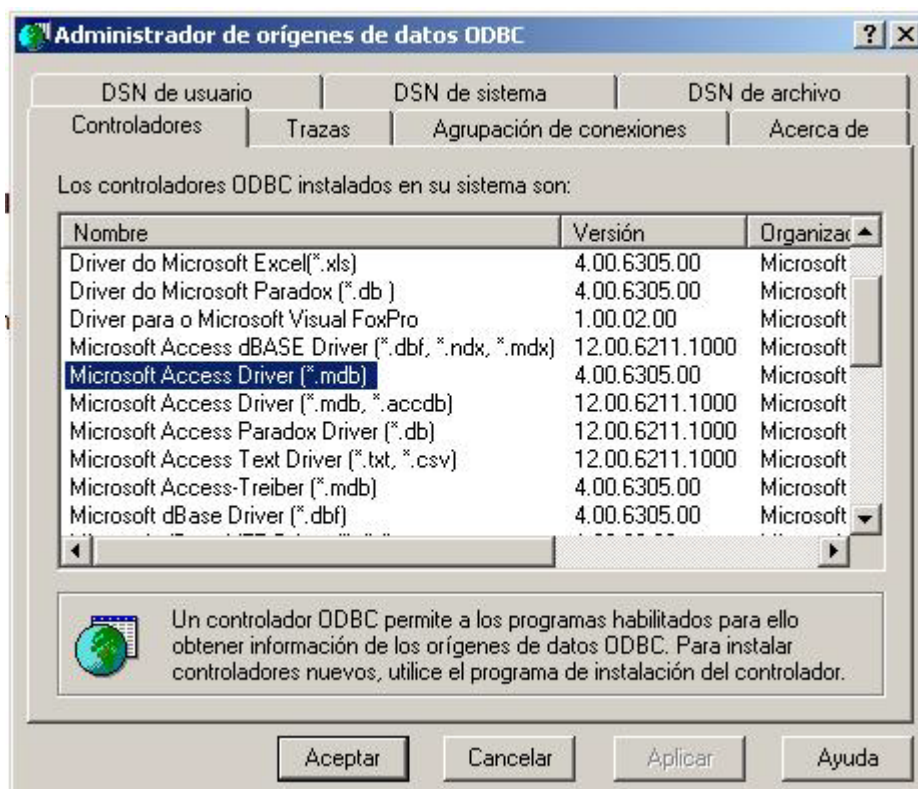 Administrador de orígenes de datos ODBC
DSN de usuario DSN de sistema DSN de archivo
Controladores Trazas Agrupación de conexiones Acerca de
Los controladores ODBC instalados en su sistema son:
Nombre Versión Organizac
Driver do Microsoft Excel(*.xls) 4.00.6305.00 Microsoft
Driver do Microsoft Paradox (*.db ) 4.00.6305.00 Microsoft
Driver para o Microsoft Visual FoxPro 1.00.02.00 Microsoft
Microsoft Access dBASE Driver (*.dbf, *.ndx, *.mdx) 12.00.6211.1000 Microsoft
Microsoft Access Driver (*.mdb) 4.00.6305.00 Microsoft
Microsoft Access Driver (*.mdb, *.accdb) 12.00.6211.1000 Microsoft
Microsoft Access Paradox Driver (*.db) 12.00.6211.1000 Microsoft
Microsoft Access Text Driver (*.txt, *.csv) 12.00.6211.1000 Microsoft
Microsoft Access-Treiber (*.mdb) 4.00.6305.00 Microsoft
Microsoft dBase Driver (*.dbf) 4.00.6305.00 Microsoft
Un controlador ODBC permite a los programas habilitados para ello
obtener información de los orígenes de datos ODBC. Para instalar
controladores nuevos, utilice el programa de instalación del controlador.
Aceptar Cancelar Aplicar Ayuda